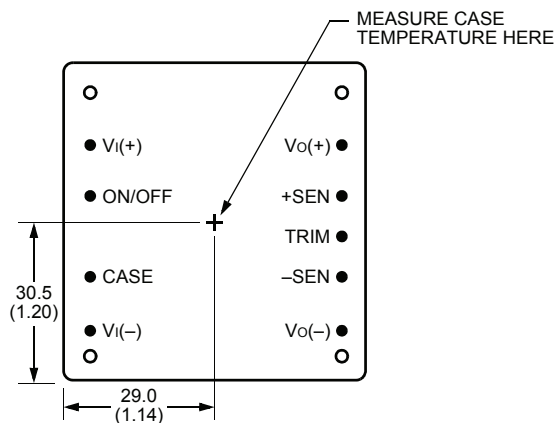 MEASURE CASE
TEMPERATURE HERE
VI(+)
VO(+)
ON/OFF
+SEN
TRIM
CASE
–SEN
30.5
(1.20)
VI(–)
VO(–)
29.0
(1.14)